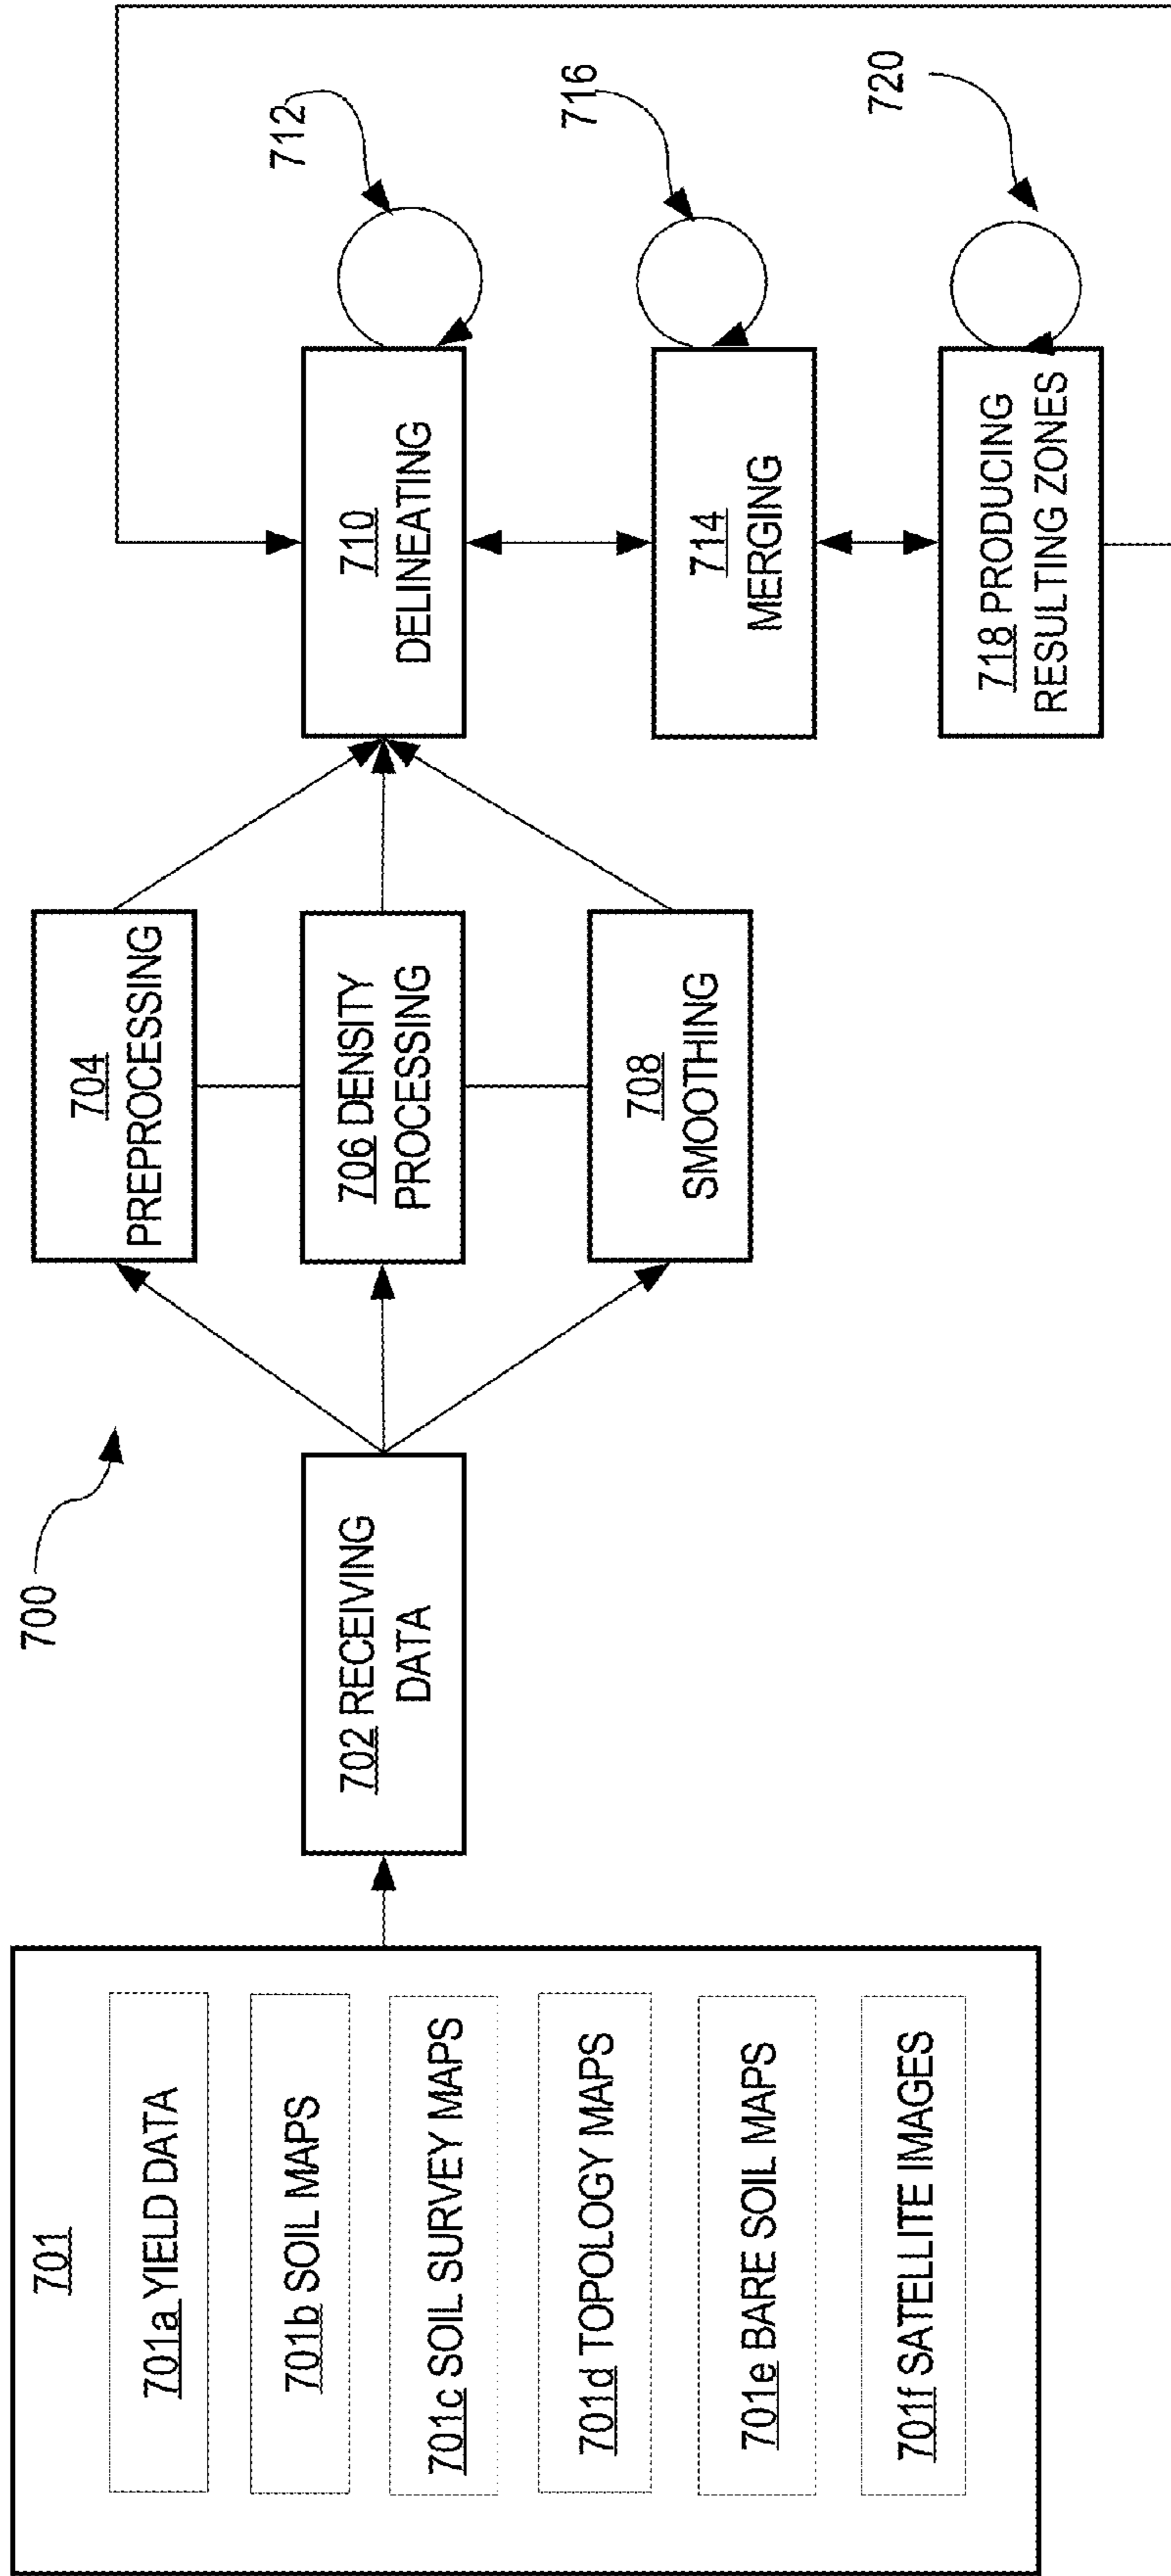 700
701
701a YIELD DATA
701b SOIL MAPS
701c SOIL SURVEY MAPS
701d TOPOLOGY MAPS
701e BARE SOIL MAPS
701f SATELLITE IMAGES
702 RECEIVING
DATA
704
PREPROCESSING
706 DENSITY
PROCESSING
708
SMOOTHING
710
DELINEATING
712
714
MERGING
716
718 PRODUCING
RESULTING ZONES
720